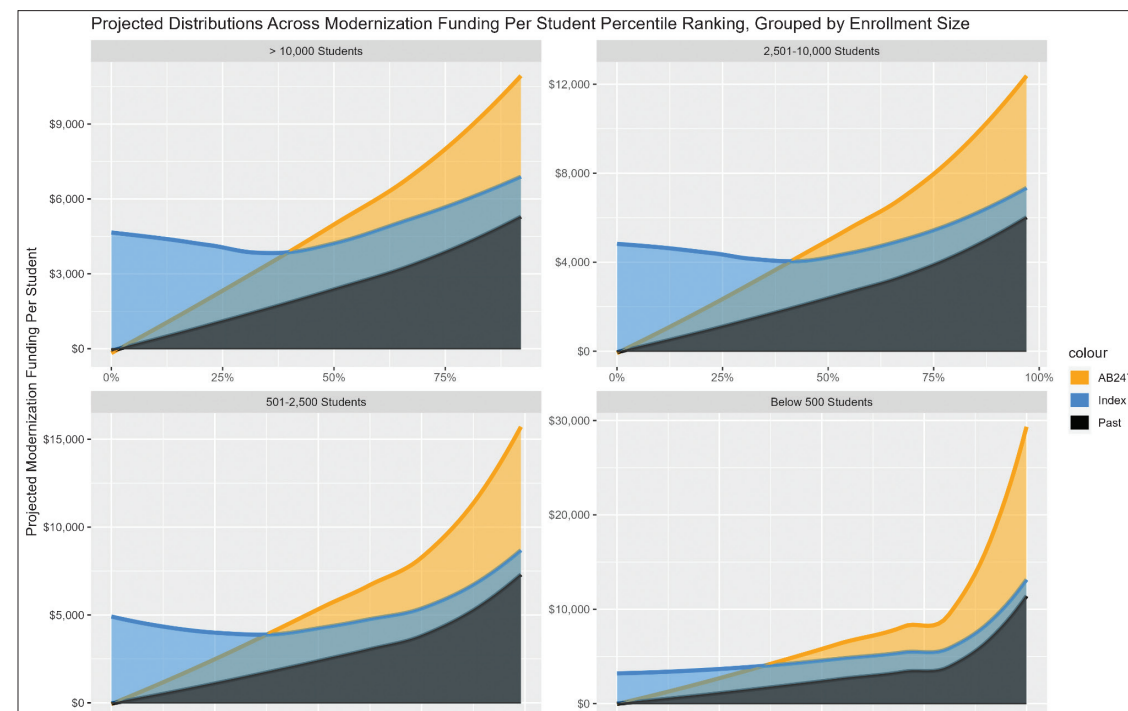 Projected Distributions Across Modernization Funding Per Student Percentile Ranking, Grouped by Enrollment Size
> 10,000 Students
2,501-10,000 Students
$9,000
$6,000
$3,000
$0
0%
25%
50%
75%
$12,000
$8,000
$4,000
$0
0%
25%
50%
75%
100%
Projected Modernization Funding Per Student
501-2,500 Students
Below 500 Students
$15,000
$10,000
$5,000
$0
$30,000
$20,000
$10,000
$0
colour
AB247
Index
Past